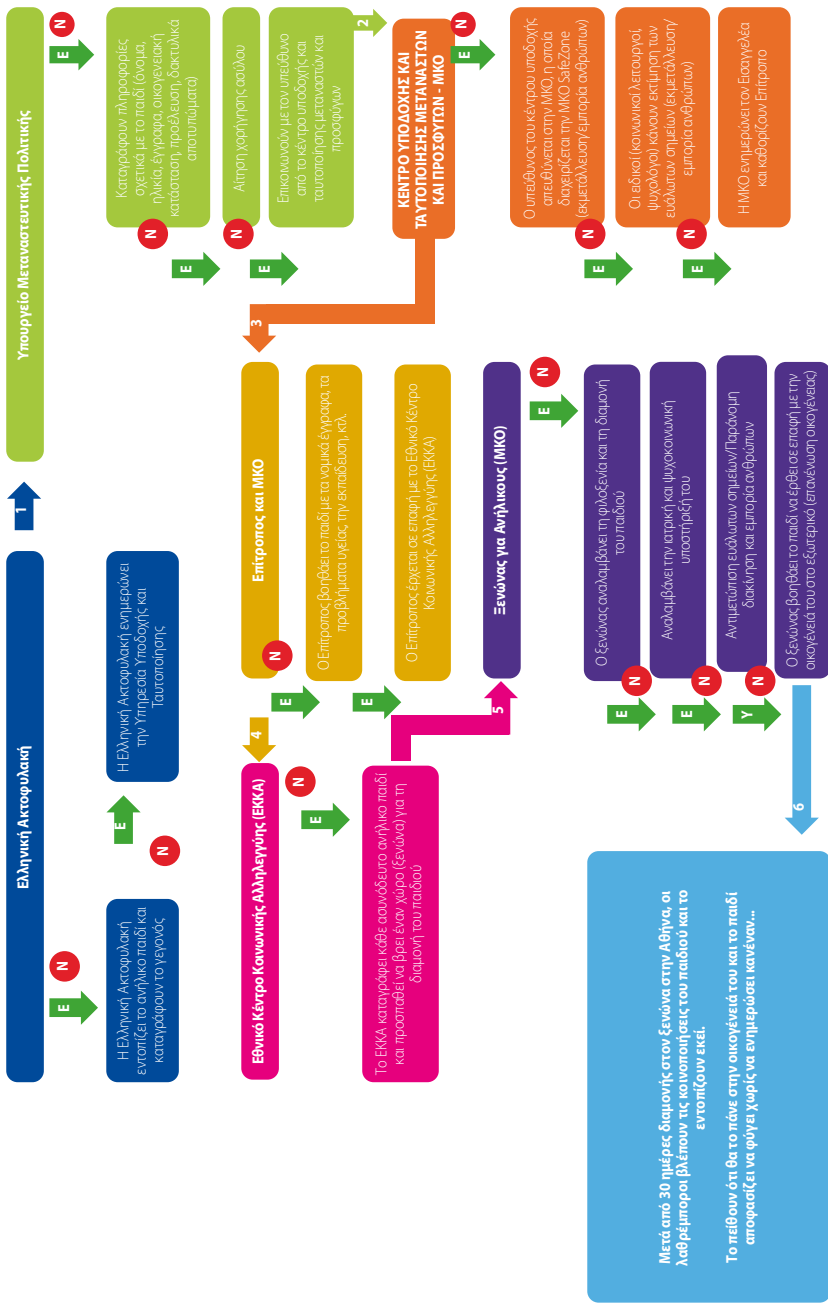 Ελληνική Ακτοφυλακή
E
N
Η Ελληνική Ακτοφυλακή
εντοπίζει το ανήλικο παιδί και
καταγράφουν το γεγονός
E
N
Η Ελληνική Ακτοφυλακή ενημερώνει
την Υπηρεσία Υποδοχής και
Ταυτοποίησης
1
Υπουργείο Μεταναστευτικής Πολιτικής
E
N
Καταγράφουν πληροφορίες
σχετικά με το παιδί (όνομα,
ηλικία, έγγραφα, οικογενειακή
κατάσταση, προέλευση, δακτυλικά
αποτυπώματα)
E
N
Αίτηση χορήγησης ασύλου
E
N
Επικοινωνούν με τον υπεύθυνο
από το κέντρο υποδοχής και
ταυτοποίησης μεταναστών και
προσφύγων
2
ΚΕΝΤΡΟ ΥΠΟΔΟΧΗΣ ΚΑΙ
ΤΑΥΤΟΠΟΙΗΣΗΣ ΜΕΤΑΝΑΣΤΩΝ
ΚΑΙ ΠΡΟΣΦΥΓΩΝ - ΜΚΟ
E
N
Ο υπεύθυνος του κέντρου υποδοχής
απευθύνεται στην ΜΚΟ, η οποία
διαχειρίζεται την ΜΚΟ SafeZone
(εκμετάλλευση/εμπορία ανθρώπων)
E
N
Οι ειδικοί (κοινωνικοί λειτουργοί,
ψυχολόγοι) κάνουν εκτίμηση των
ευάλωτων σημείων (εκμετάλλευση/
εμπορία ανθρώπων)
E
N
Η ΜΚΟ ενημερώνει τον Εισαγγελέα
και καθορίζουν Επίτροπο
3
Επίτροπος και ΜΚΟ
E
N
Ο Επίτροπος βοηθάει το παιδί με τα νομικά έγγραφα, τα
προβλήματα υγείας, την εκπαίδευση, κτλ.
E
Ο Επίτροπος έρχεται σε επαφή με το Εθνικό Κέντρο
Κοινωνικής Αλληλεγγύης (ΕΚΚΑ)
4
Εθνικό Κέντρο Κοινωνικής Αλληλεγγύης (ΕΚΚΑ)
E
N
Το ΕΚΚΑ καταγράφει κάθε ασυνόδευτο ανήλικο παιδί
και προσπαθεί να βρει έναν χώρο (ξενώνα) για τη
διαμονή του παιδιού
5
Ξενώνας για Ανήλικους (ΜΚΟ)
E
N
Ο ξενώνας αναλαμβάνει τη φιλοξενία και τη διαμονή
του παιδιού
E
N
Αναλαμβάνει την ιατρική και ψυχοκοινωνική
υποστήριξή του
E
N
Αντιμετώπιση ευάλωτων σημείων/Παράνομη
διακίνηση και εμπορία ανθρώπων
Y
N
Ο ξενώνας βοηθάει το παιδί να έρθει σε επαφή με την
οικογένειά του στο εξωτερικό (επανένωση οικογένειας)
6
Μετά από 30 ημέρες διαμονής στον ξενώνα στην Αθήνα, οι
λαθρέμποροι βλέπουν τις κοινοποιήσεις του παιδιού και το
εντοπίζουν εκεί.
Το πείθουν ότι θα το πάνε στην οικογένειά του και το παιδί
αποφασίζει να φύγει χωρίς να ενημερώσει κανέναν...